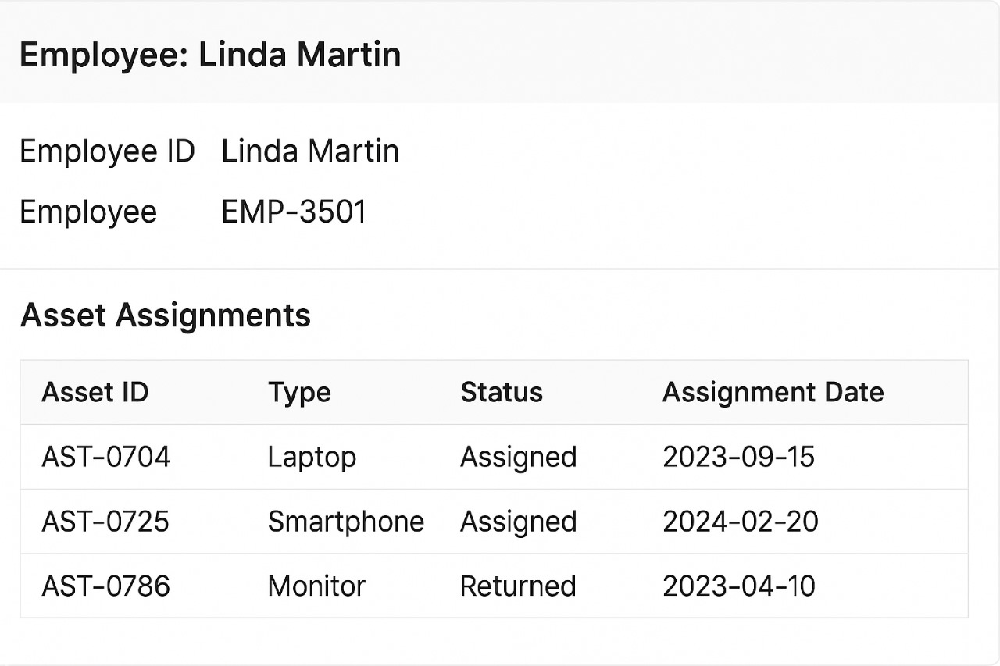 Employee: Linda Martin
Employee ID Linda Martin
Employee EMP-3501
Asset Assignments
Asset ID Type Status Assignment Date
AST-0704 Laptop Assigned 2023-09-15
AST-0725 Smartphone Assigned 2024-02-20
AST-0786 Monitor Returned 2023-04-10